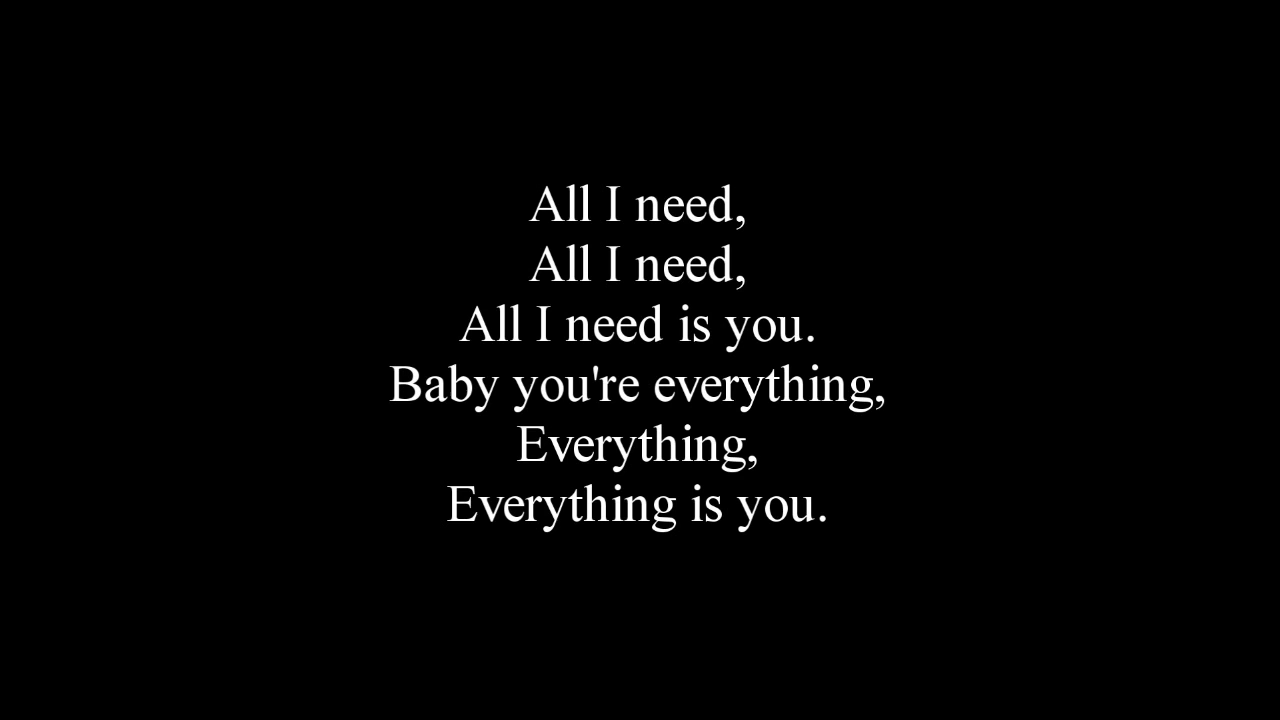 All I need,
All I need,
All I need is you.
Baby you're everything,
Everything,
Everything is you.